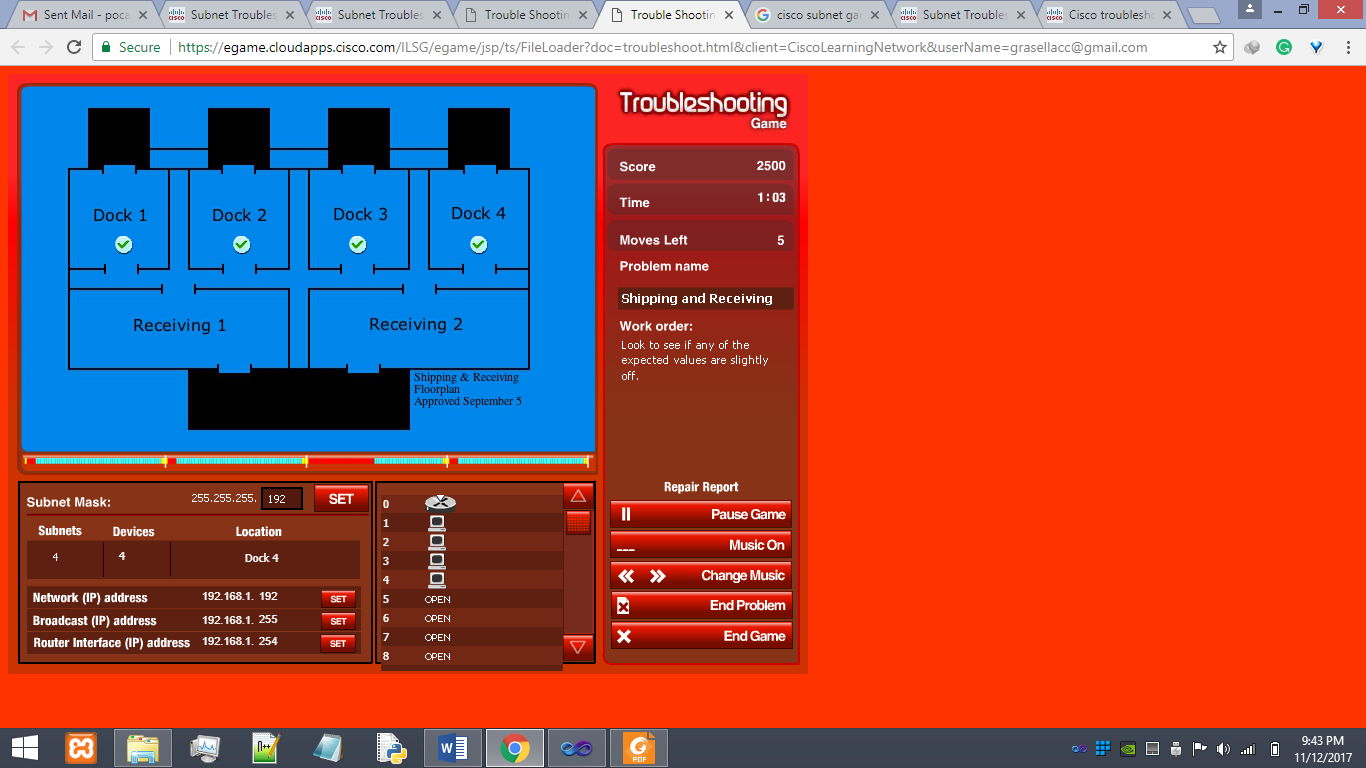 Sent Mail - poca
Subnet Troubles
Subnet Troubles
Trouble Shootin
Trouble Shootin
cisco subnet ga
Subnet Troubles
Cisco troublesho
Secure
https://egame.cloudapps.cisco.com/ILSG/egame/jsp/ts/FileLoader?doc=troubleshoot.html&client=CiscoLearningNetwork&userName=grasellacc@gmail.com
Troubleshooting
Game
Score 2500
Time 1:03
Moves Left 5
Problem name
Shipping and Receiving
Work order:
Look to see if any of the
expected values are slightly
off.
Dock 1
Dock 2
Dock 3
Dock 4
Receiving 1
Receiving 2
Shipping & Receiving
Floorplan
Approved September 5
Subnet Mask: 255.255.255. 192 SET
Subnets Devices Location
4 4 Dock 4
Network (IP) address 192.168.1. 192 SET
Broadcast (IP) address 192.168.1. 255 SET
Router Interface (IP) address 192.168.1. 254 SET
0
1
2
3
4
5 OPEN
6 OPEN
7 OPEN
8 OPEN
Repair Report
Pause Game
Music On
Change Music
End Problem
End Game
9:43 PM
11/12/2017